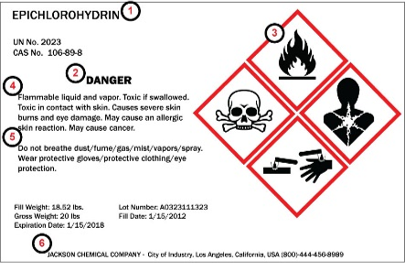 EPICHLOROHYDRIN 1
UN No. 2023
CAS No. 106-89-8
3
2
DANGER
4
Flammable liquid and vapor. Toxic if swallowed.
Toxic in contact with skin. Causes severe skin
burns and eye damage. May cause an allergic
skin reaction. May cause cancer.
5
Do not breathe dust/fume/gas/mist/vapors/spray.
Wear protective gloves/protective clothing/eye
protection.
Fill Weight: 18.52 lbs. Lot Number: A0323111323
Gross Weight: 20 lbs Fill Date: 1/15/2012
Expiration Date: 1/15/2018
6
JACKSON CHEMICAL COMPANY - City of Industry, Los Angeles, California, USA (800)-444-456-8989